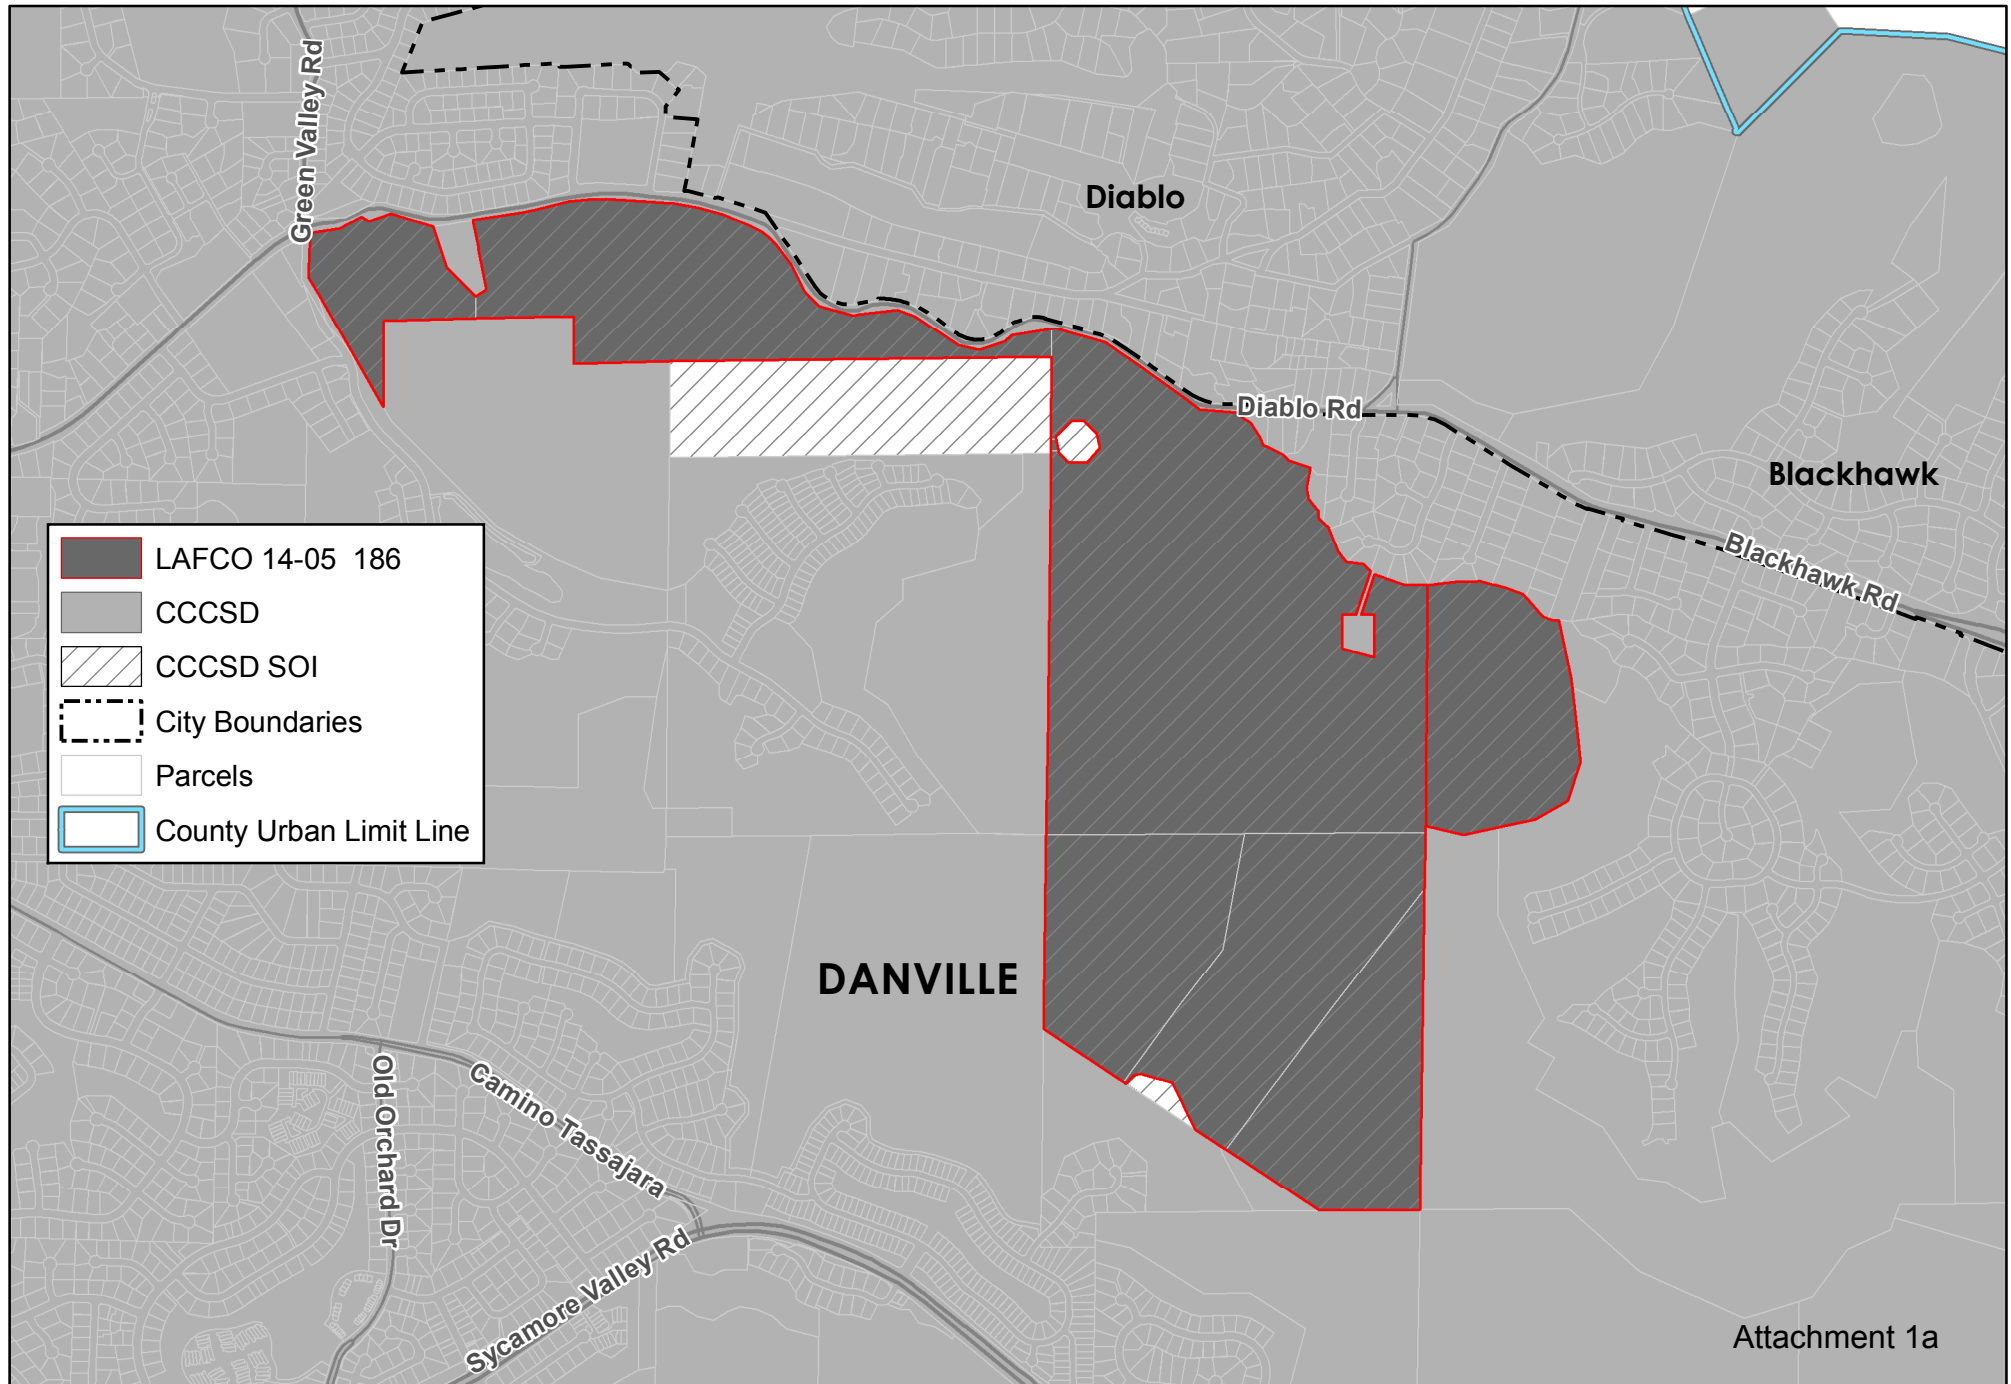 Green Valley Rd
Diablo
Diablo Rd
Blackhawk
Blackhawk Rd
LAFCO 14-05  186
CCCSD
CCCSD SOI
City Boundaries
Parcels
County Urban Limit Line
DANVILLE
Old Orchard Dr
Camino Tassajara
Sycamore Valley Rd
Attachment 1a